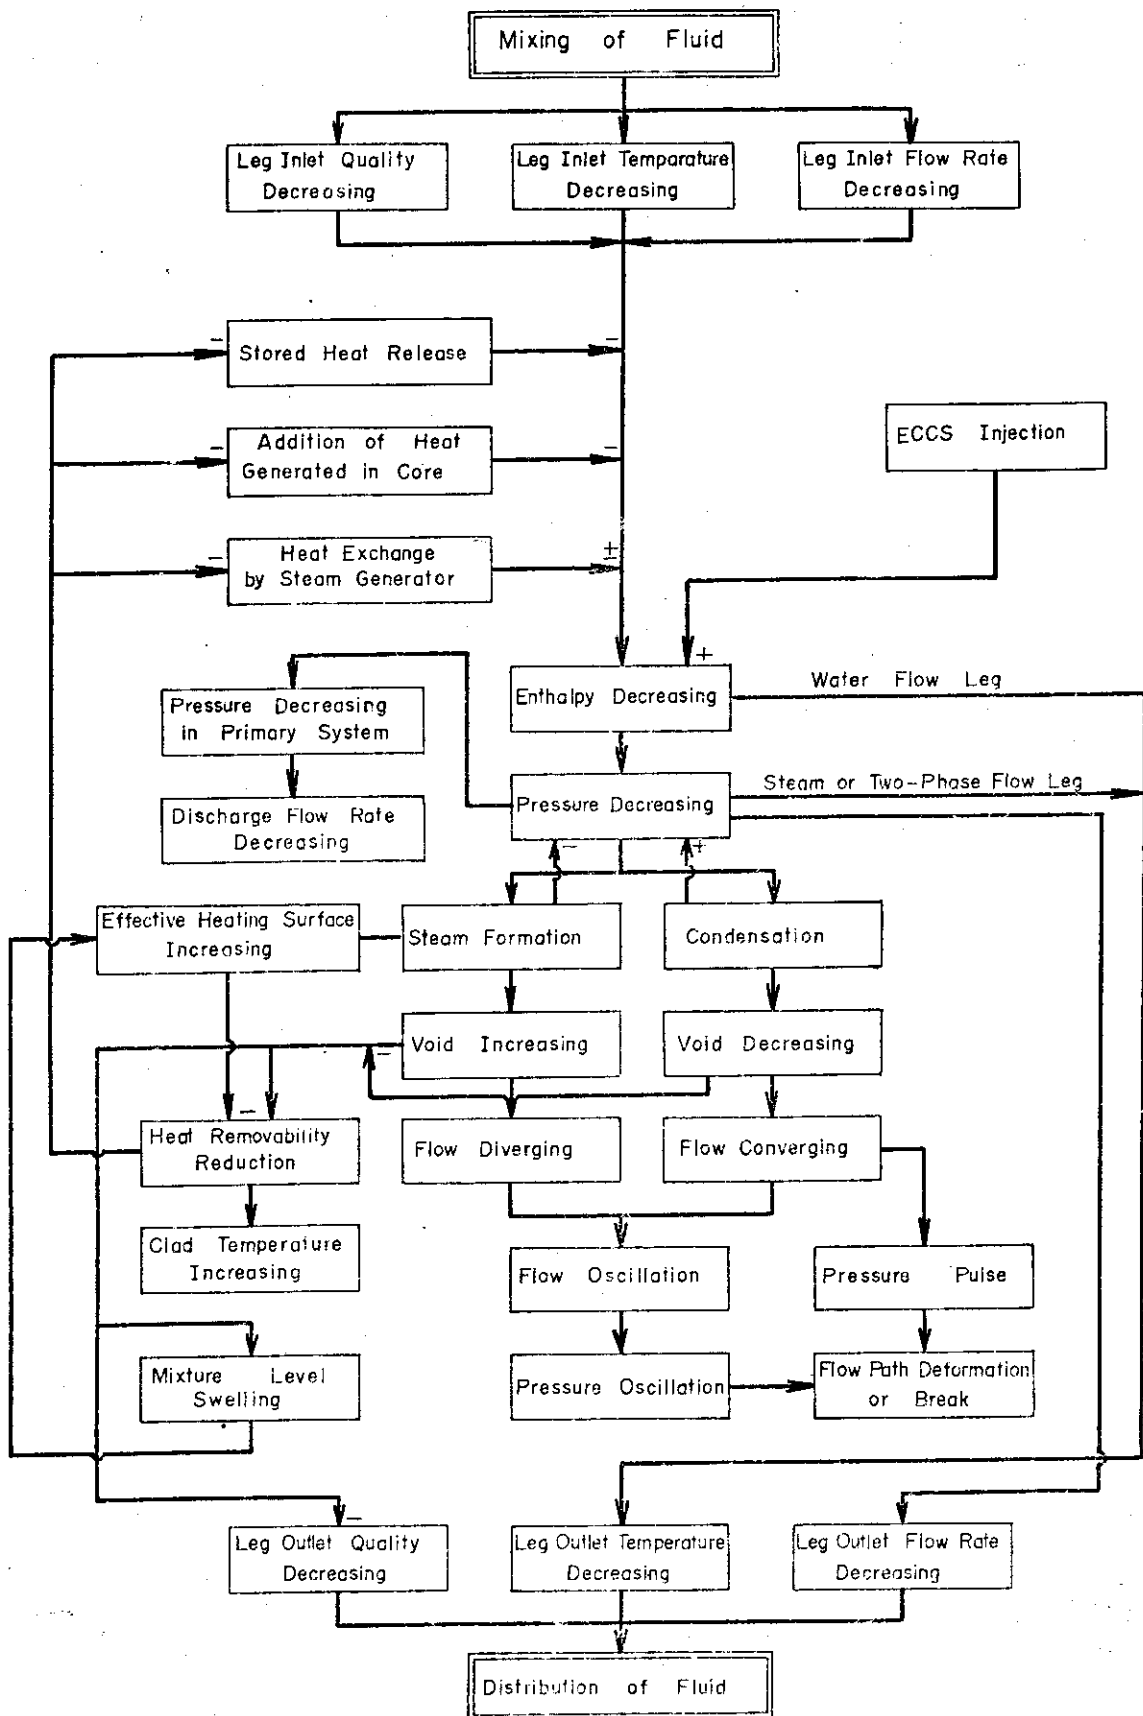 Mixing of Fluid
Leg Inlet Quality
Decreasing
Leg Inlet Temparature
Decreasing
Leg Inlet Flow Rate
Decreasing
−
Stored Heat Release
−
−
Addition of Heat
Generated in Core
−
ECCS Injection
−
Heat Exchange
by Steam Generator
±
+
Enthalpy Decreasing
Water Flow Leg
Pressure Decreasing
in Primary System
Pressure Decreasing
Steam or Two-Phase Flow Leg
Discharge Flow Rate
Decreasing
−
+
Effective Heating Surface
Increasing
Steam Formation
Condensation
Void Increasing
−
Void Decreasing
−
Heat Removability
Reduction
Flow Diverging
Flow Converging
Clad Temperature
Increasing
Flow Oscillation
Pressure Pulse
Mixture Level
Swelling
Pressure Oscillation
Flow Path Deformation
or Break
−
Leg Outlet Quality
Decreasing
Leg Outlet Temperature
Decreasing
Leg Outlet Flow Rate
Decreasing
Distribution of Fluid